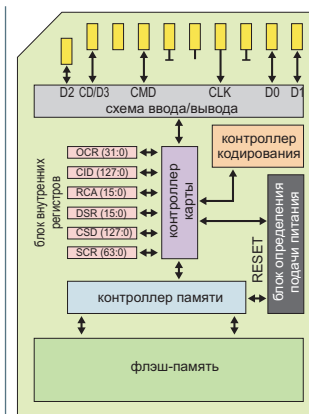 D2 CD/D3 CMD CLK D0 D1
схема ввода/вывода
блок внутренних
регистров
OCR (31:0)
CID (127:0)
RCA (15:0)
DSR (15:0)
CSD (127:0)
SCR (63:0)
контроллер
карты
контроллер
кодирования
RESET
блок определения
подачи питания
контроллер памяти
флэш-память